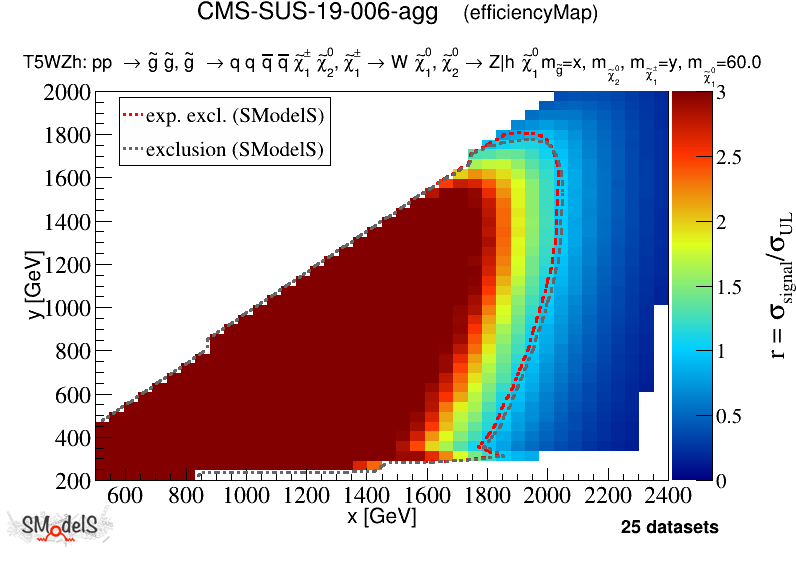 CMS-SUS-19-006-agg (efficiencyMap)
T5WZh: pp → g̃ g̃, g̃ → q q q̅ q̅ χ̃₁^± χ̃₂^0, χ̃₁^± → W χ̃₁^0, χ̃₂^0 → Z|h χ̃₁^0 m_g̃=x, m_χ̃₂^0, m_χ̃₁^±=y, m_χ̃₁^0=60.0
exp. excl. (SModelS)
exclusion (SModelS)
2000
1800
1600
1400
1200
1000
800
600
400
200
y [GeV]
600 800 1000 1200 1400 1600 1800 2000 2200 2400
x [GeV]
3
2.5
2
1.5
1
0.5
0
r = σ_signal/σ_UL
SModelS
25 datasets